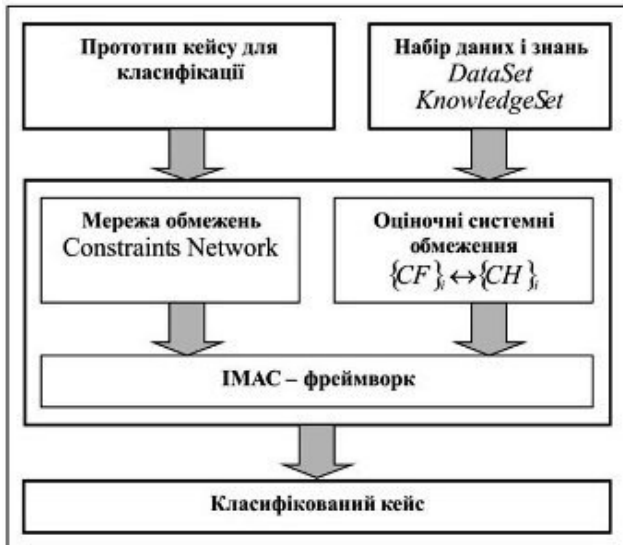 Прототип кейсу для
класифікації
Набір даних і знань
DataSet
KnowledgeSet
Мережа обмежень
Constraints Network
Оціночні системні
обмеження
{CF}i ↔ {CH}i
ІМАС – фреймворк
Класифікований кейс